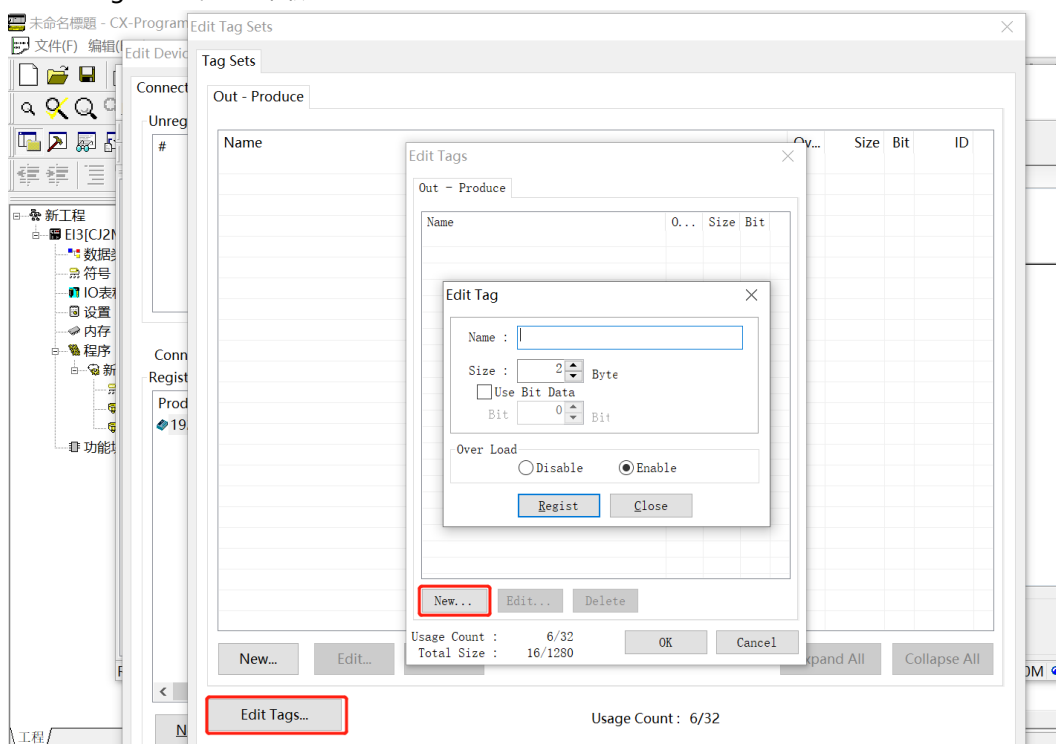 未命名標題 - CX-Program
Edit Tag Sets
文件(F) 编辑(
Edit Devic
Tag Sets
Connect
Out - Produce
Unreg
#
Name
Ov...
Size
Bit
ID
Edit Tags
Out - Produce
Name
O...
Size
Bit
新工程
EI3[CJ2M
数据类
符号
IO表
设置
内存
程序
新
功能块
Edit Tag
Name :
Size :
2
Byte
Use Bit Data
Bit
0
Bit
Over Load
Disable
Enable
Regist
Close
Conn
Regist
Prod
19
New...
Edit...
Delete
Usage Count : 6/32
Total Size : 16/1280
OK
Cancel
New...
Edit...
xpand All
Collapse All
Edit Tags...
Usage Count : 6/32
N
工程